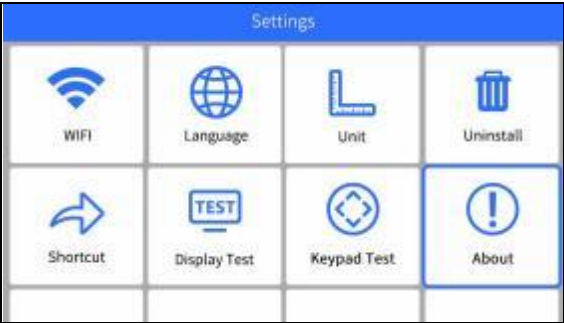 Settings
WIFI
Language
Unit
Uninstall
TEST
Shortcut
Display Test
Keypad Test
About